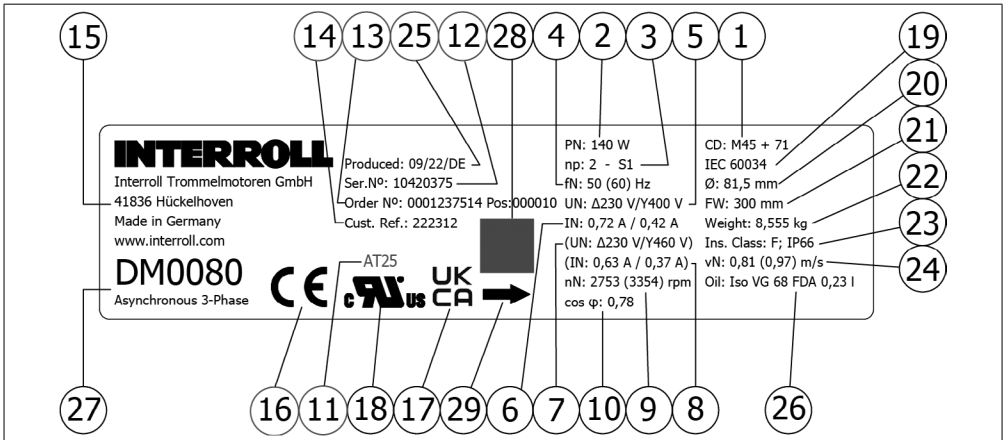 15 14 13 25 12 28 4 2 3 5 1 19
20
21
22
23
24
INTERROLL
Interroll Trommelmotoren GmbH
41836 Hückelhoven
Made in Germany
www.interroll.com
DM0080
Asynchronous 3-Phase
Produced: 09/22/DE
Ser.Nº: 10420375
Order Nº: 0001237514 Pos:000010
Cust. Ref.: 222312
AT25
CE
c RU us
UK
CA
PN: 140 W
np: 2 - S1
fN: 50 (60) Hz
UN: Δ230 V/Y400 V
IN: 0,72 A / 0,42 A
(UN: Δ230 V/Y460 V)
(IN: 0,63 A / 0,37 A)
nN: 2753 (3354) rpm
cos φ: 0,78
CD: M45 + 71
IEC 60034
Ø: 81,5 mm
FW: 300 mm
Weight: 8,555 kg
Ins. Class: F; IP66
vN: 0,81 (0,97) m/s
Oil: Iso VG 68 FDA 0,23 l
27 16 11 18 17 29 6 7 10 9 8 26